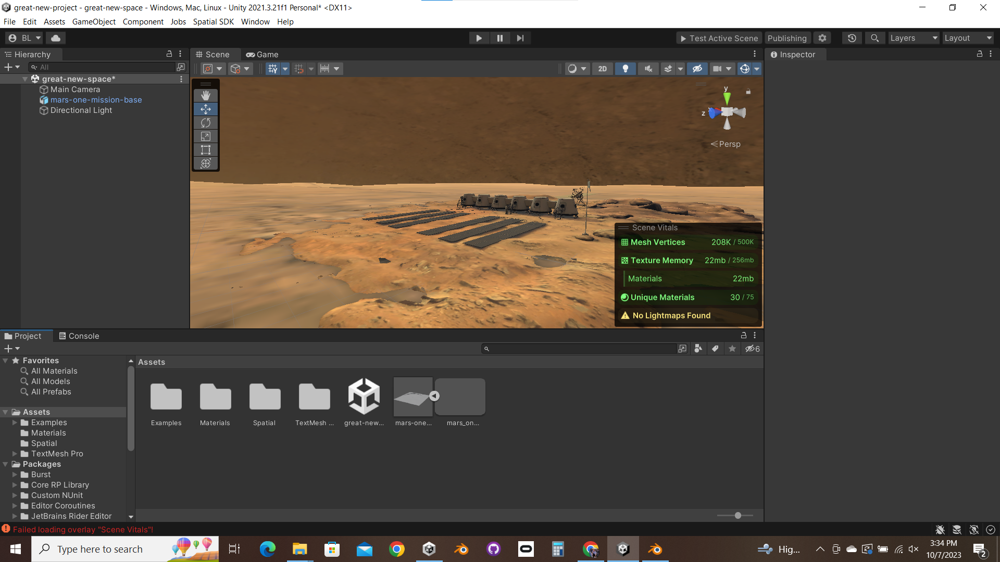 great-new-project - great-new-space - Windows, Mac, Linux - Unity 2021.3.21f1 Personal* <DX11>
File Edit Assets GameObject Component Jobs Spatial SDK Window Help
BL
Test Active Scene
Publishing
Layers
Layout
Hierarchy
Scene
Game
Inspector
All
2D
great-new-space*
Main Camera
mars-one-mission-base
Directional Light
y
z
Persp
Scene Vitals
Mesh Vertices 208K / 500K
Texture Memory 22mb / 256mb
Materials 22mb
Unique Materials 30 / 75
No Lightmaps Found
Project
Console
6
Favorites
All Materials
All Models
All Prefabs
Assets
Examples
Materials
Spatial
TextMesh Pro
Packages
Burst
Core RP Library
Custom NUnit
Editor Coroutines
JetBrains Rider Editor
Assets
Examples
Materials
Spatial
TextMesh ...
great-new...
mars-one...
mars_on...
Failed loading overlay "Scene Vitals"!
Type here to search
Hig...
3:34 PM
10/7/2023
2